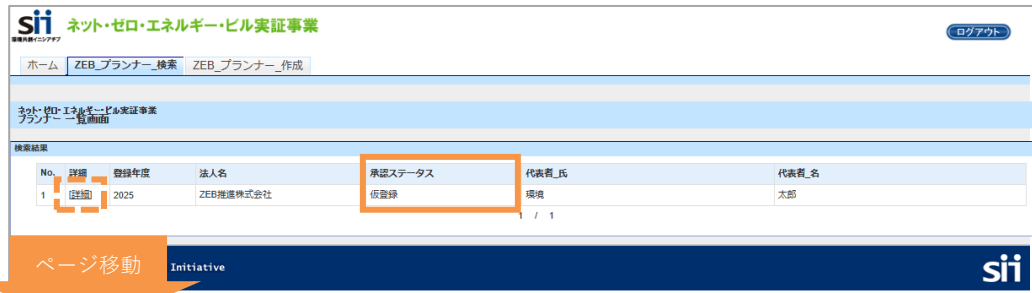 sii ネット・ゼロ・エネルギー・ビル実証事業
環境共創イニシアチブ
ログアウト
ホーム ZEB_プランナー_検索 ZEB_プランナー_作成
ネット・ゼロ・エネルギー・ビル実証事業
プランナー 一覧画面
検索結果
No. 詳細 登録年度 法人名 承認ステータス 代表者_氏 代表者_名
1 [詳細] 2025 ZEB推進株式会社 仮登録 環境 太郎
1 / 1
ページ移動
Initiative
sii